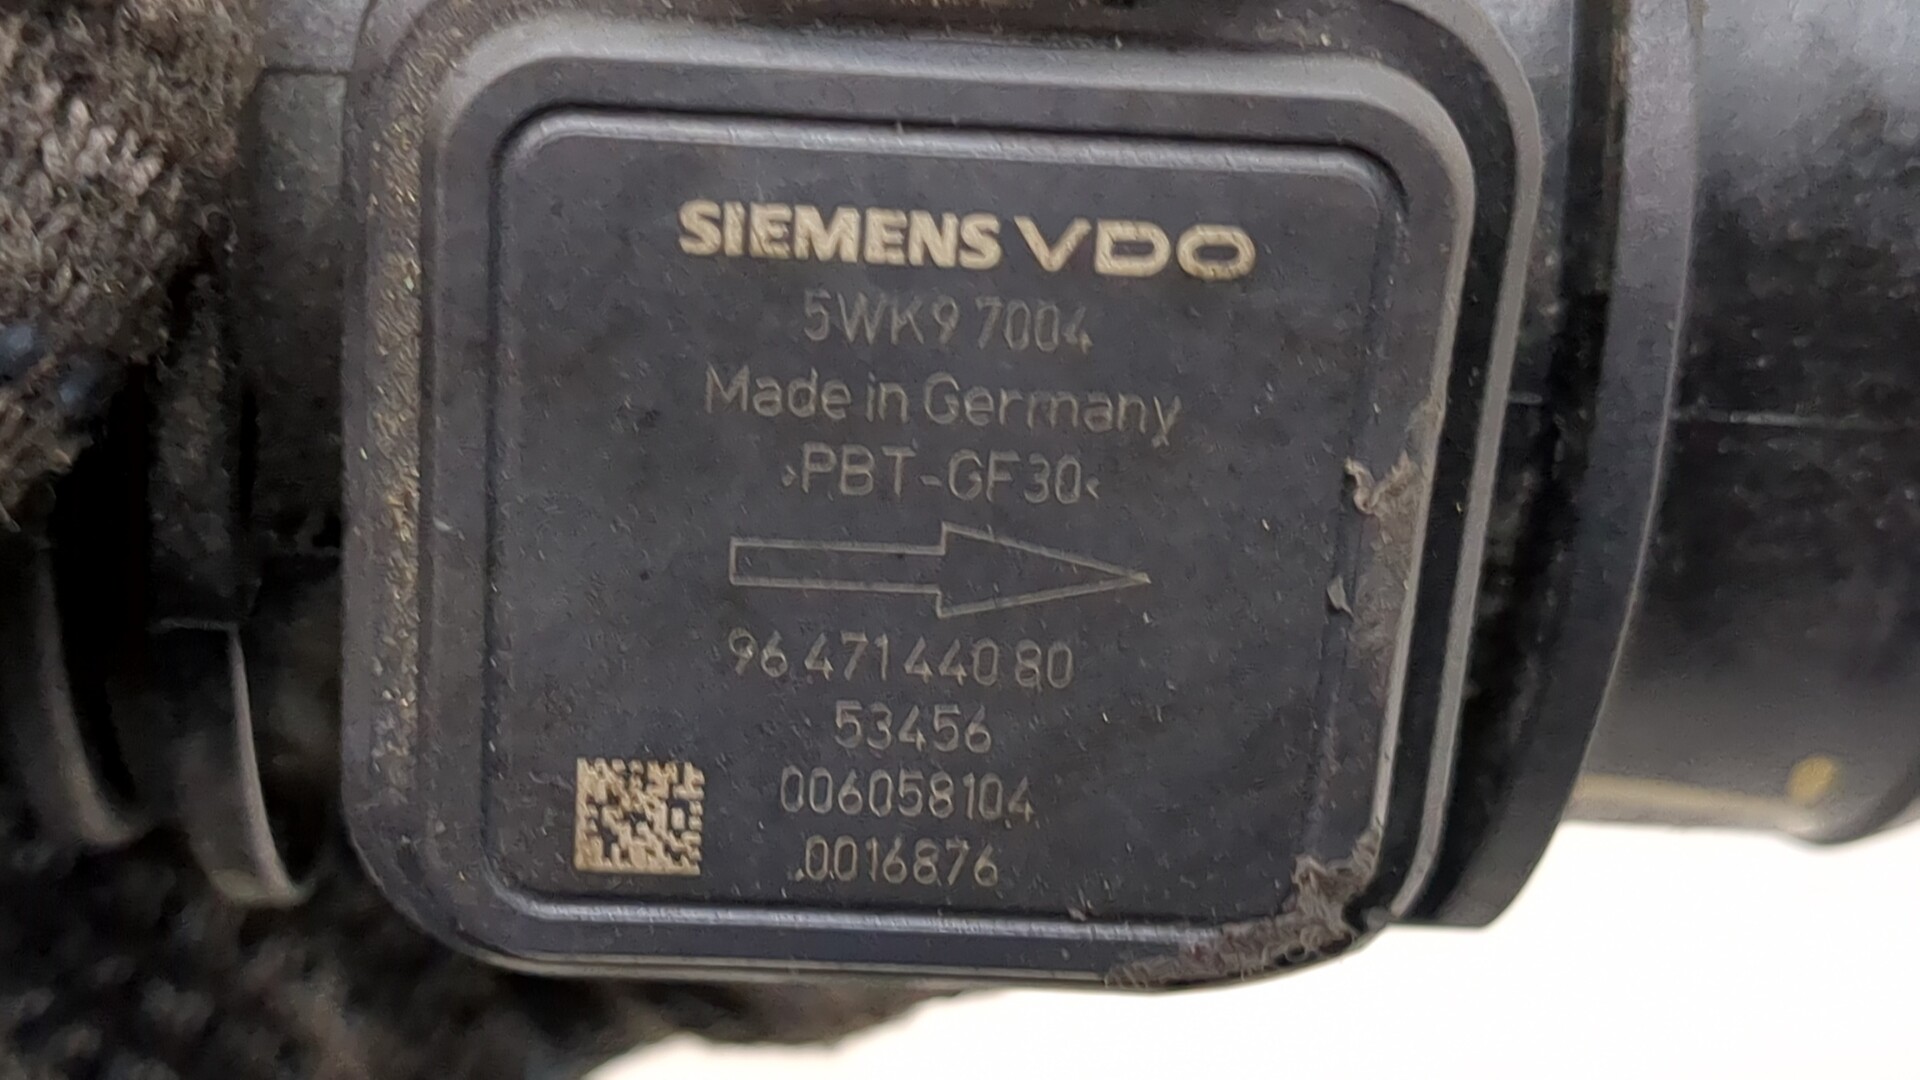 SIEMENS VDO
5WK9 7004
Made in Germany
>PBT-GF30<
96 471 440 80
53456
006058104
0016876